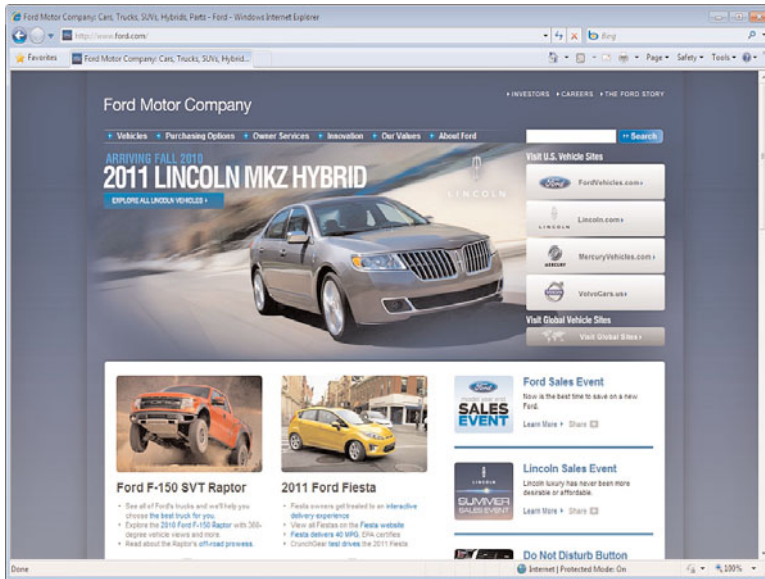 Ford Motor Company: Cars, Trucks, SUVs, Hybrids, Parts - Ford - Windows Internet Explorer
http://www.ford.com/
Bing
Favorites
Ford Motor Company: Cars, Trucks, SUVs, Hybrid...
Page
Safety
Tools
INVESTORS CAREERS THE FORD STORY
Ford Motor Company
Vehicles Purchasing Options Owner Services Innovation Our Values About Ford
Search
ARRIVING FALL 2010
2011 LINCOLN MKZ HYBRID
EXPLORE ALL LINCOLN VEHICLES
LINCOLN
Visit U.S. Vehicle Sites
Ford
FordVehicles.com
LINCOLN
Lincoln.com
MERCURY
MercuryVehicles.com
VolvoCars.us
Visit Global Vehicle Sites
Visit Global Sites
Ford F-150 SVT Raptor
See all of Ford's trucks and we'll help you
choose the best truck for you.
Explore the 2010 Ford F-150 Raptor with 360-
degree vehicle views and more.
Read about the Raptor's off-road prowess.
2011 Ford Fiesta
Fiesta owners get treated to an interactive
delivery experience
View all Fiestas on the Fiesta website
Fiesta delivers 40 MPG, EPA certifies
CrunchGear test drives the 2011 Fiesta
Ford
model year end
SALES
EVENT
Ford Sales Event
Now is the best time to save on a new
Ford.
Learn More Share
LINCOLN
SUMMER
SALES EVENT
Lincoln Sales Event
Lincoln luxury has never been more
desirable or affordable.
Learn More Share
Do Not Disturb Button
Done
Internet | Protected Mode: On
100%